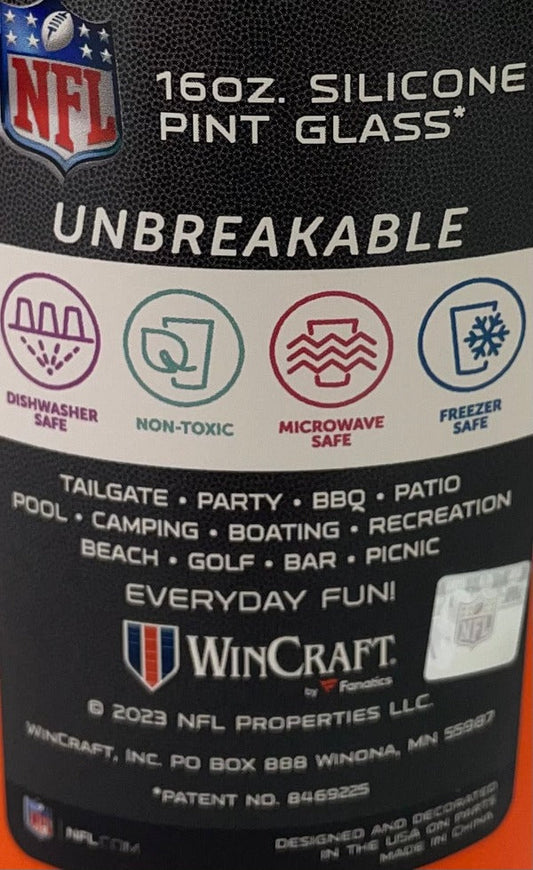 NFL
16oz. SILICONE
PINT GLASS*
UNBREAKABLE
DISHWASHER
SAFE
NON-TOXIC
MICROWAVE
SAFE
FREEZER
SAFE
TAILGATE • PARTY • BBQ • PATIO
POOL • CAMPING • BOATING • RECREATION
BEACH • GOLF • BAR • PICNIC
EVERYDAY FUN!
WINCRAFT.
by Fanatics
NFL
© 2023 NFL PROPERTIES LLC.
WINCRAFT, INC. PO BOX 888 WINONA, MN 55987
*PATENT NO. 8469225
NFL
NFL.COM
DESIGNED AND DECORATED
IN THE USA ON PARTS
MADE IN CHINA